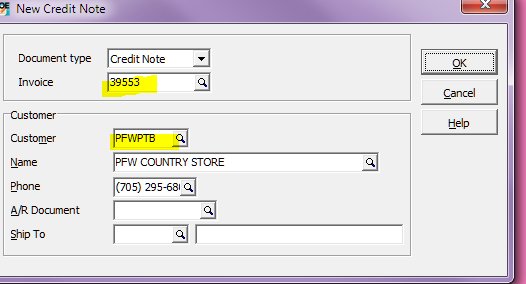 OE New Credit Note
Document type Credit Note
Invoice 39553
OK
Cancel
Help
Customer
Customer PFWPTB
Name PFW COUNTRY STORE
Phone (705) 295-68
A/R Document
Ship To